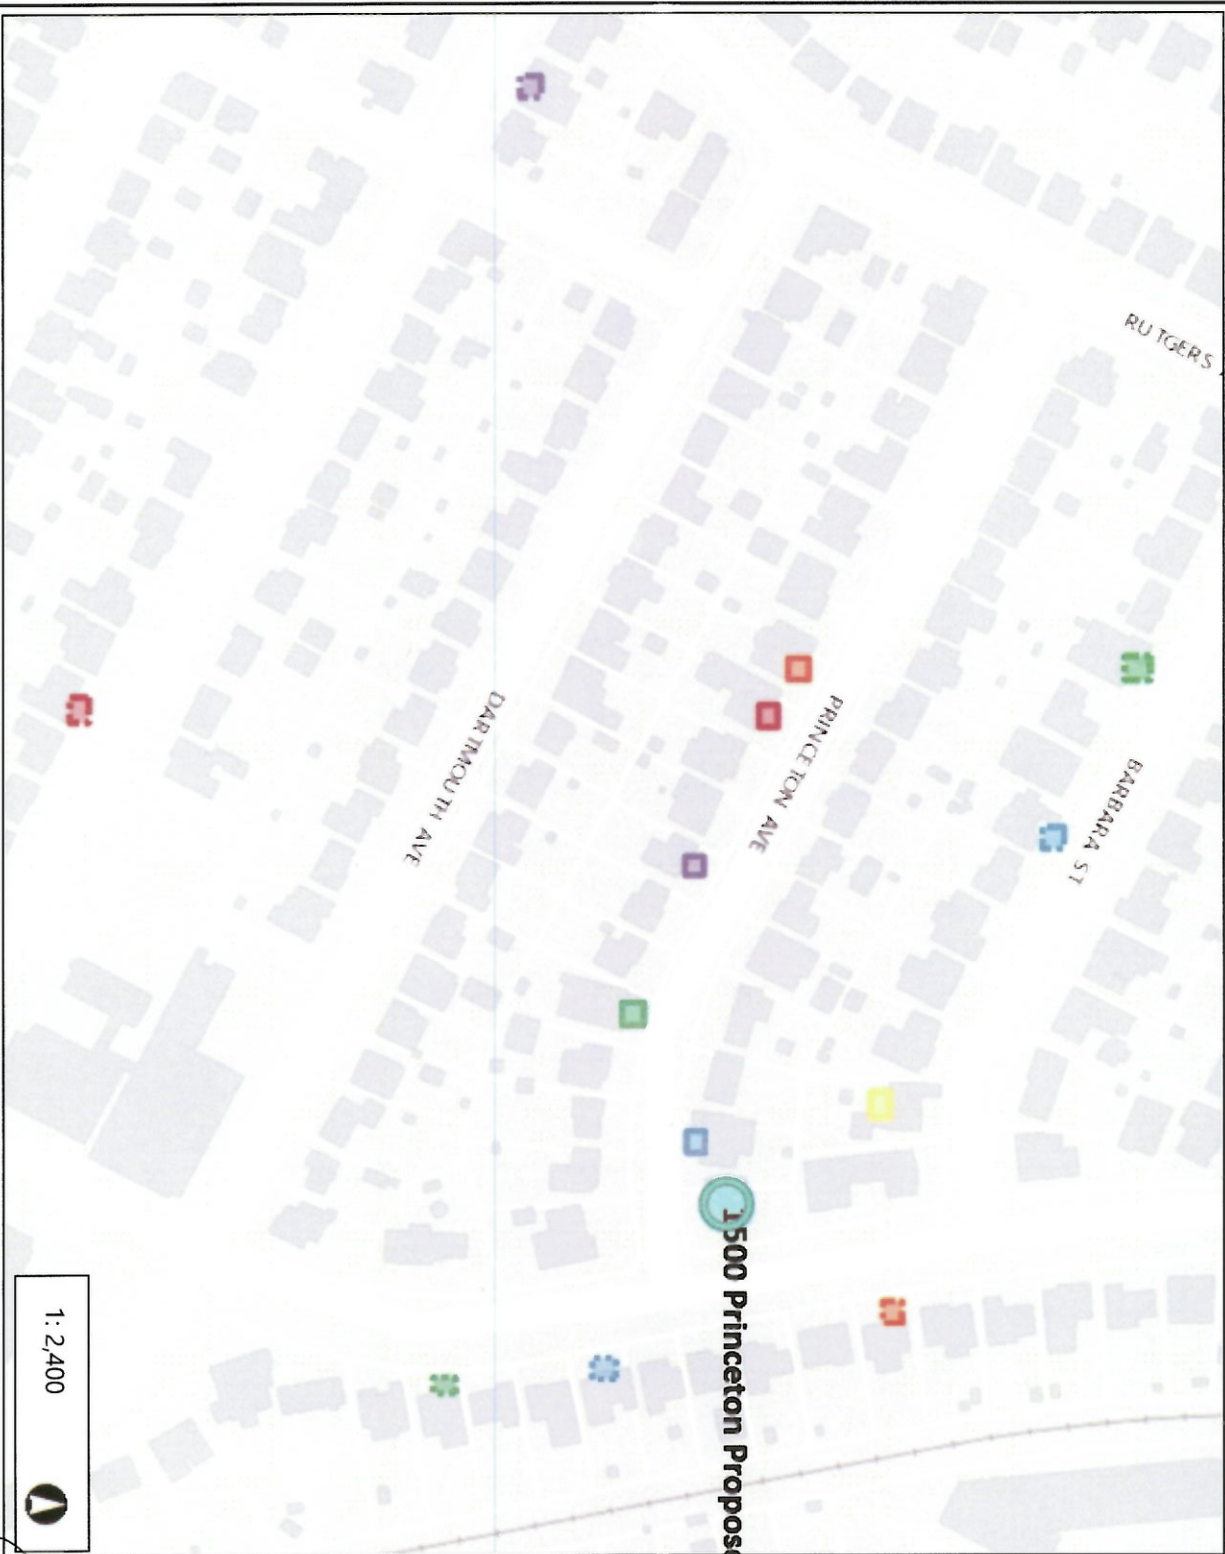 RUTGERS
BARBARA ST
PRINCETON AVE
DARTMOUTH AVE
1500 Princeton Propos
1: 2,400